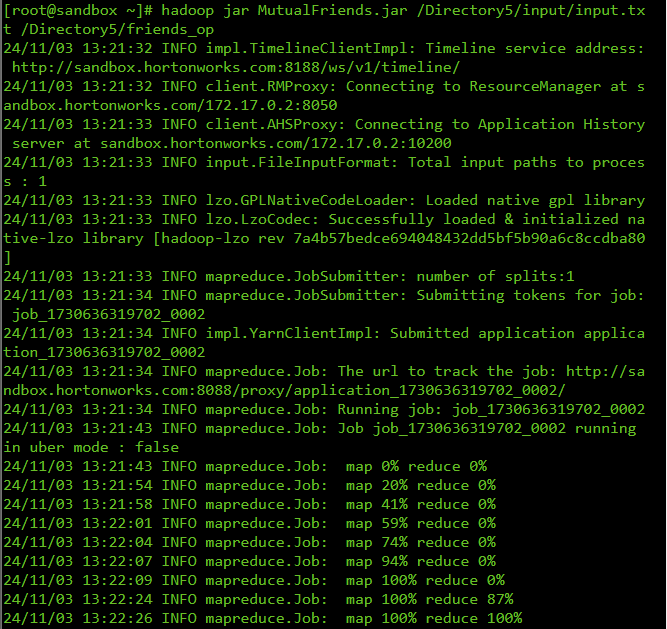 [root@sandbox ~]# hadoop jar MutualFriends.jar /Directory5/input/input.tx
t /Directory5/friends_op
24/11/03 13:21:32 INFO impl.TimelineClientImpl: Timeline service address:
 http://sandbox.hortonworks.com:8188/ws/v1/timeline/
24/11/03 13:21:32 INFO client.RMProxy: Connecting to ResourceManager at s
andbox.hortonworks.com/172.17.0.2:8050
24/11/03 13:21:33 INFO client.AHSProxy: Connecting to Application History
 server at sandbox.hortonworks.com/172.17.0.2:10200
24/11/03 13:21:33 INFO input.FileInputFormat: Total input paths to proces
s : 1
24/11/03 13:21:33 INFO lzo.GPLNativeCodeLoader: Loaded native gpl library
24/11/03 13:21:33 INFO lzo.LzoCodec: Successfully loaded & initialized na
tive-lzo library [hadoop-lzo rev 7a4b57bedce694048432dd5bf5b90a6c8ccdba80
]
24/11/03 13:21:33 INFO mapreduce.JobSubmitter: number of splits:1
24/11/03 13:21:34 INFO mapreduce.JobSubmitter: Submitting tokens for job:
 job_1730636319702_0002
24/11/03 13:21:34 INFO impl.YarnClientImpl: Submitted application applica
tion_1730636319702_0002
24/11/03 13:21:34 INFO mapreduce.Job: The url to track the job: http://sa
ndbox.hortonworks.com:8088/proxy/application_1730636319702_0002/
24/11/03 13:21:34 INFO mapreduce.Job: Running job: job_1730636319702_0002
24/11/03 13:21:43 INFO mapreduce.Job: Job job_1730636319702_0002 running
in uber mode : false
24/11/03 13:21:43 INFO mapreduce.Job:  map 0% reduce 0%
24/11/03 13:21:54 INFO mapreduce.Job:  map 20% reduce 0%
24/11/03 13:21:58 INFO mapreduce.Job:  map 41% reduce 0%
24/11/03 13:22:01 INFO mapreduce.Job:  map 59% reduce 0%
24/11/03 13:22:04 INFO mapreduce.Job:  map 74% reduce 0%
24/11/03 13:22:07 INFO mapreduce.Job:  map 94% reduce 0%
24/11/03 13:22:09 INFO mapreduce.Job:  map 100% reduce 0%
24/11/03 13:22:24 INFO mapreduce.Job:  map 100% reduce 87%
24/11/03 13:22:26 INFO mapreduce.Job:  map 100% reduce 100%